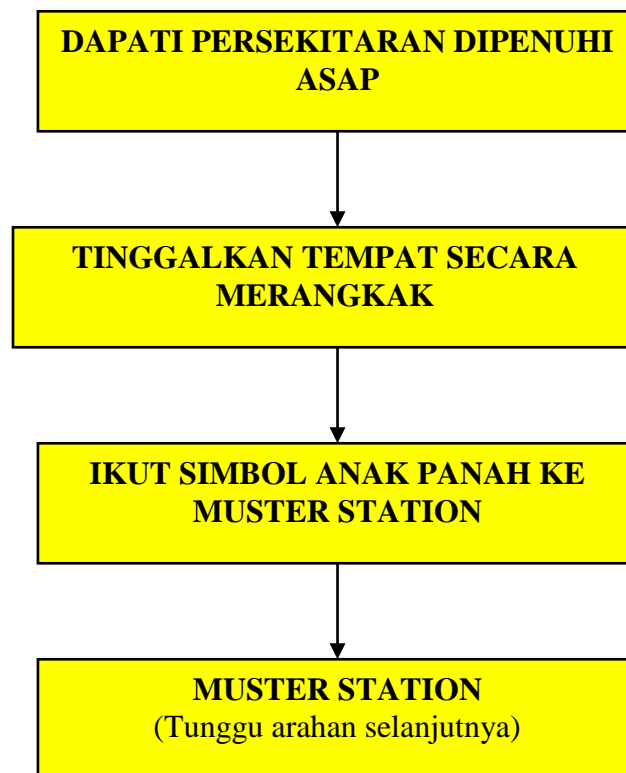 DAPATI PERSEKITARAN DIPENUHI
ASAP
TINGGALKAN TEMPAT SECARA
MERANGKAK
IKUT SIMBOL ANAK PANAH KE
MUSTER STATION
MUSTER STATION
(Tunggu arahan selanjutnya)